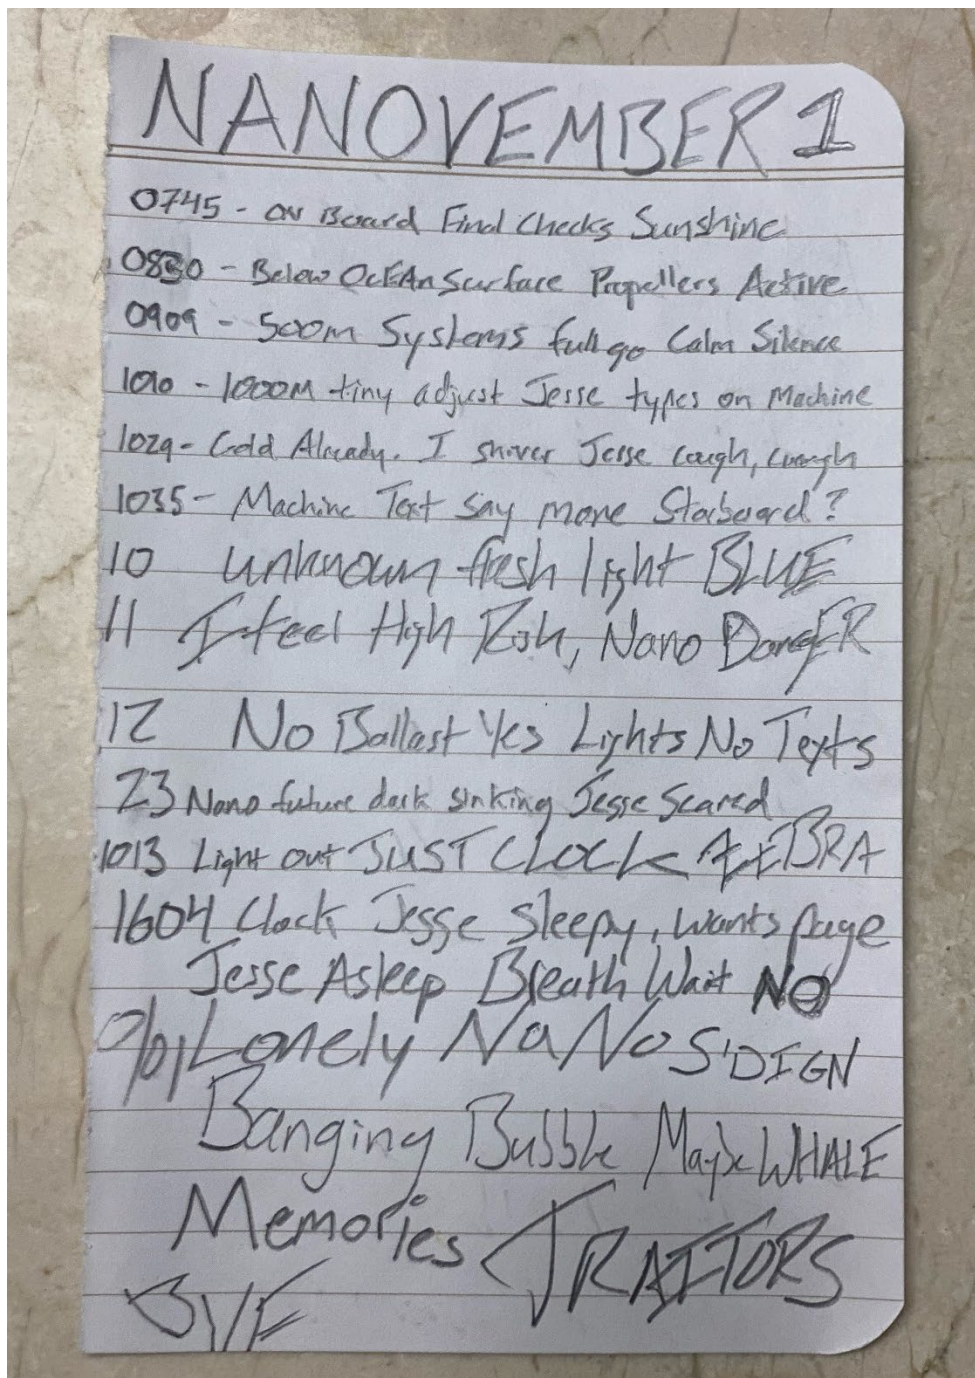 NANOVEMBER 1
0745 - ON Board Final Checks Sunshine
0830 - Below OcEAn Surface Propellers Active
0909 - 500m Systems full go Calm Silence
1010 - 1000M tiny adjust Jesse types on Machine
1029 - Cold Already. I shiver Jesse cough, cough
1035 - Machine Text say more Starboard?
10 unknown fresh light BLUE
11 I feel High Risk, Nano DangER
12 No Ballast Yes Lights No Texts
23 Nano future dark sinking Jesse Scared
1013 Light out JUST CLOCK
1604 Clock Jesse Sleepy, wants page
Jesse Asleep Breath Wait NO
Lonely NaNo S'DIGN
Banging Bubble Maybe WHALE
Memories TRAITORS
BYE